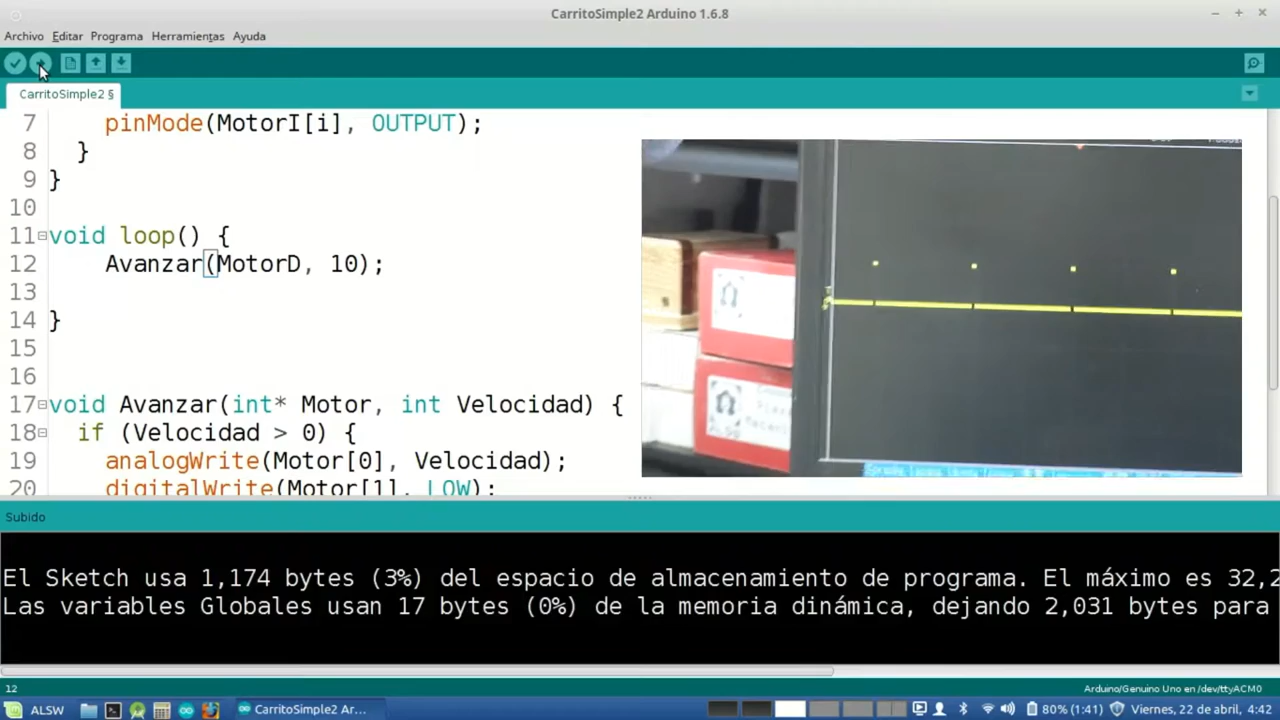 CarritoSimple2 Arduino 1.6.8
Archivo Editar Programa Herramientas Ayuda
CarritoSimple2 §
7 pinMode(MotorI[i], OUTPUT);
8 }
9 }
10
11 void loop() {
12 Avanzar(MotorD, 10);
13
14 }
15
16
17 void Avanzar(int* Motor, int Velocidad) {
18 if (Velocidad > 0) {
19 analogWrite(Motor[0], Velocidad);
20 digitalWrite(Motor[1], LOW);
Subido
El Sketch usa 1,174 bytes (3%) del espacio de almacenamiento de programa. El máximo es 32,2
Las variables Globales usan 17 bytes (0%) de la memoria dinámica, dejando 2,031 bytes para
12 Arduino/Genuino Uno en /dev/ttyACM0
ALSW CarritoSimple2 Ar... 80% (1:41) Viernes, 22 de abril, 4:42